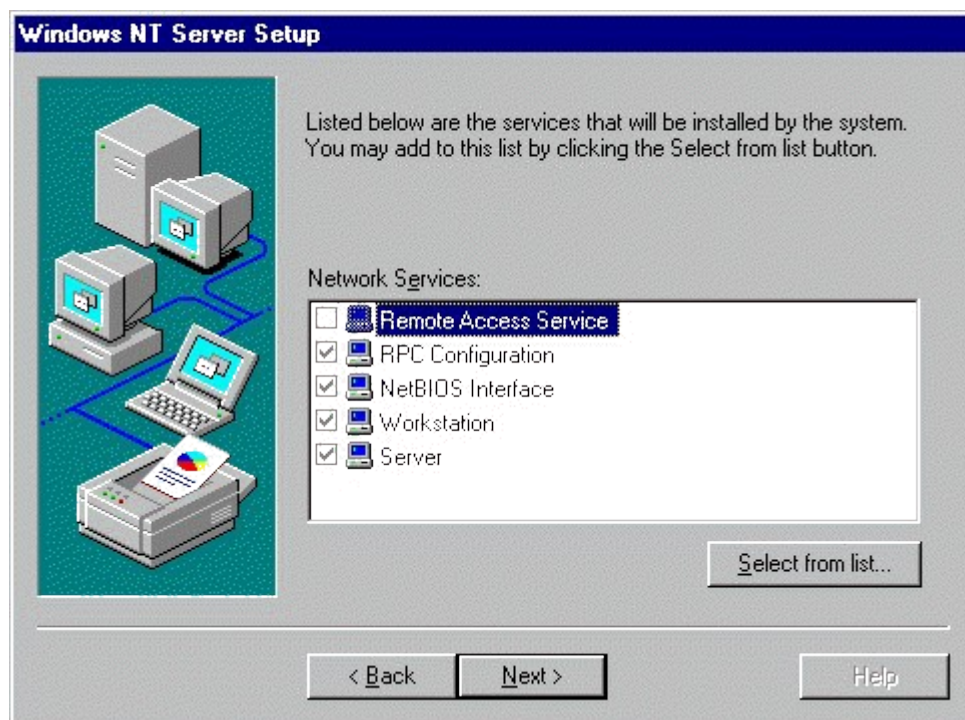 Windows NT Server Setup
Listed below are the services that will be installed by the system.
You may add to this list by clicking the Select from list button.
Network Services:
Remote Access Service
RPC Configuration
NetBIOS Interface
Workstation
Server
Select from list...
< Back
Next >
Help